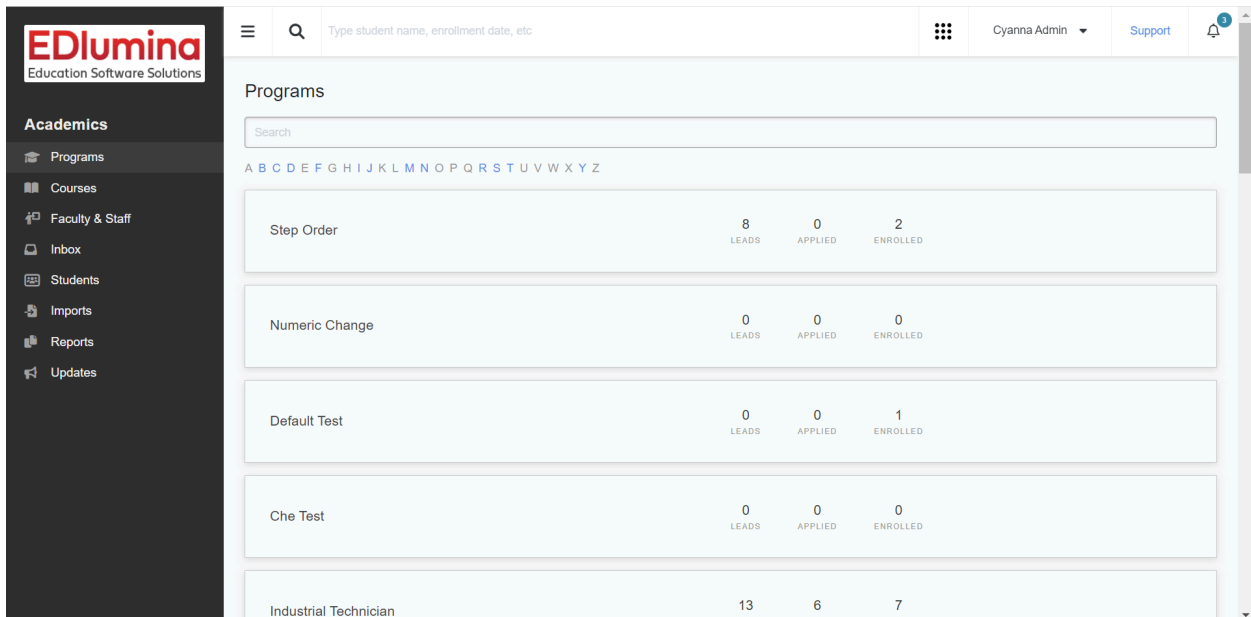 EDlumina
Education Software Solutions
Type student name, enrollment date, etc
Cyanna Admin
Support
3
Academics
Programs
Courses
Faculty & Staff
Inbox
Students
Imports
Reports
Updates
Programs
Search
A B C D E F G H I J K L M N O P Q R S T U V W X Y Z
Step Order
8 0 2
LEADS APPLIED ENROLLED
Numeric Change
0 0 0
LEADS APPLIED ENROLLED
Default Test
0 0 1
LEADS APPLIED ENROLLED
Che Test
0 0 0
LEADS APPLIED ENROLLED
Industrial Technician
13 6 7